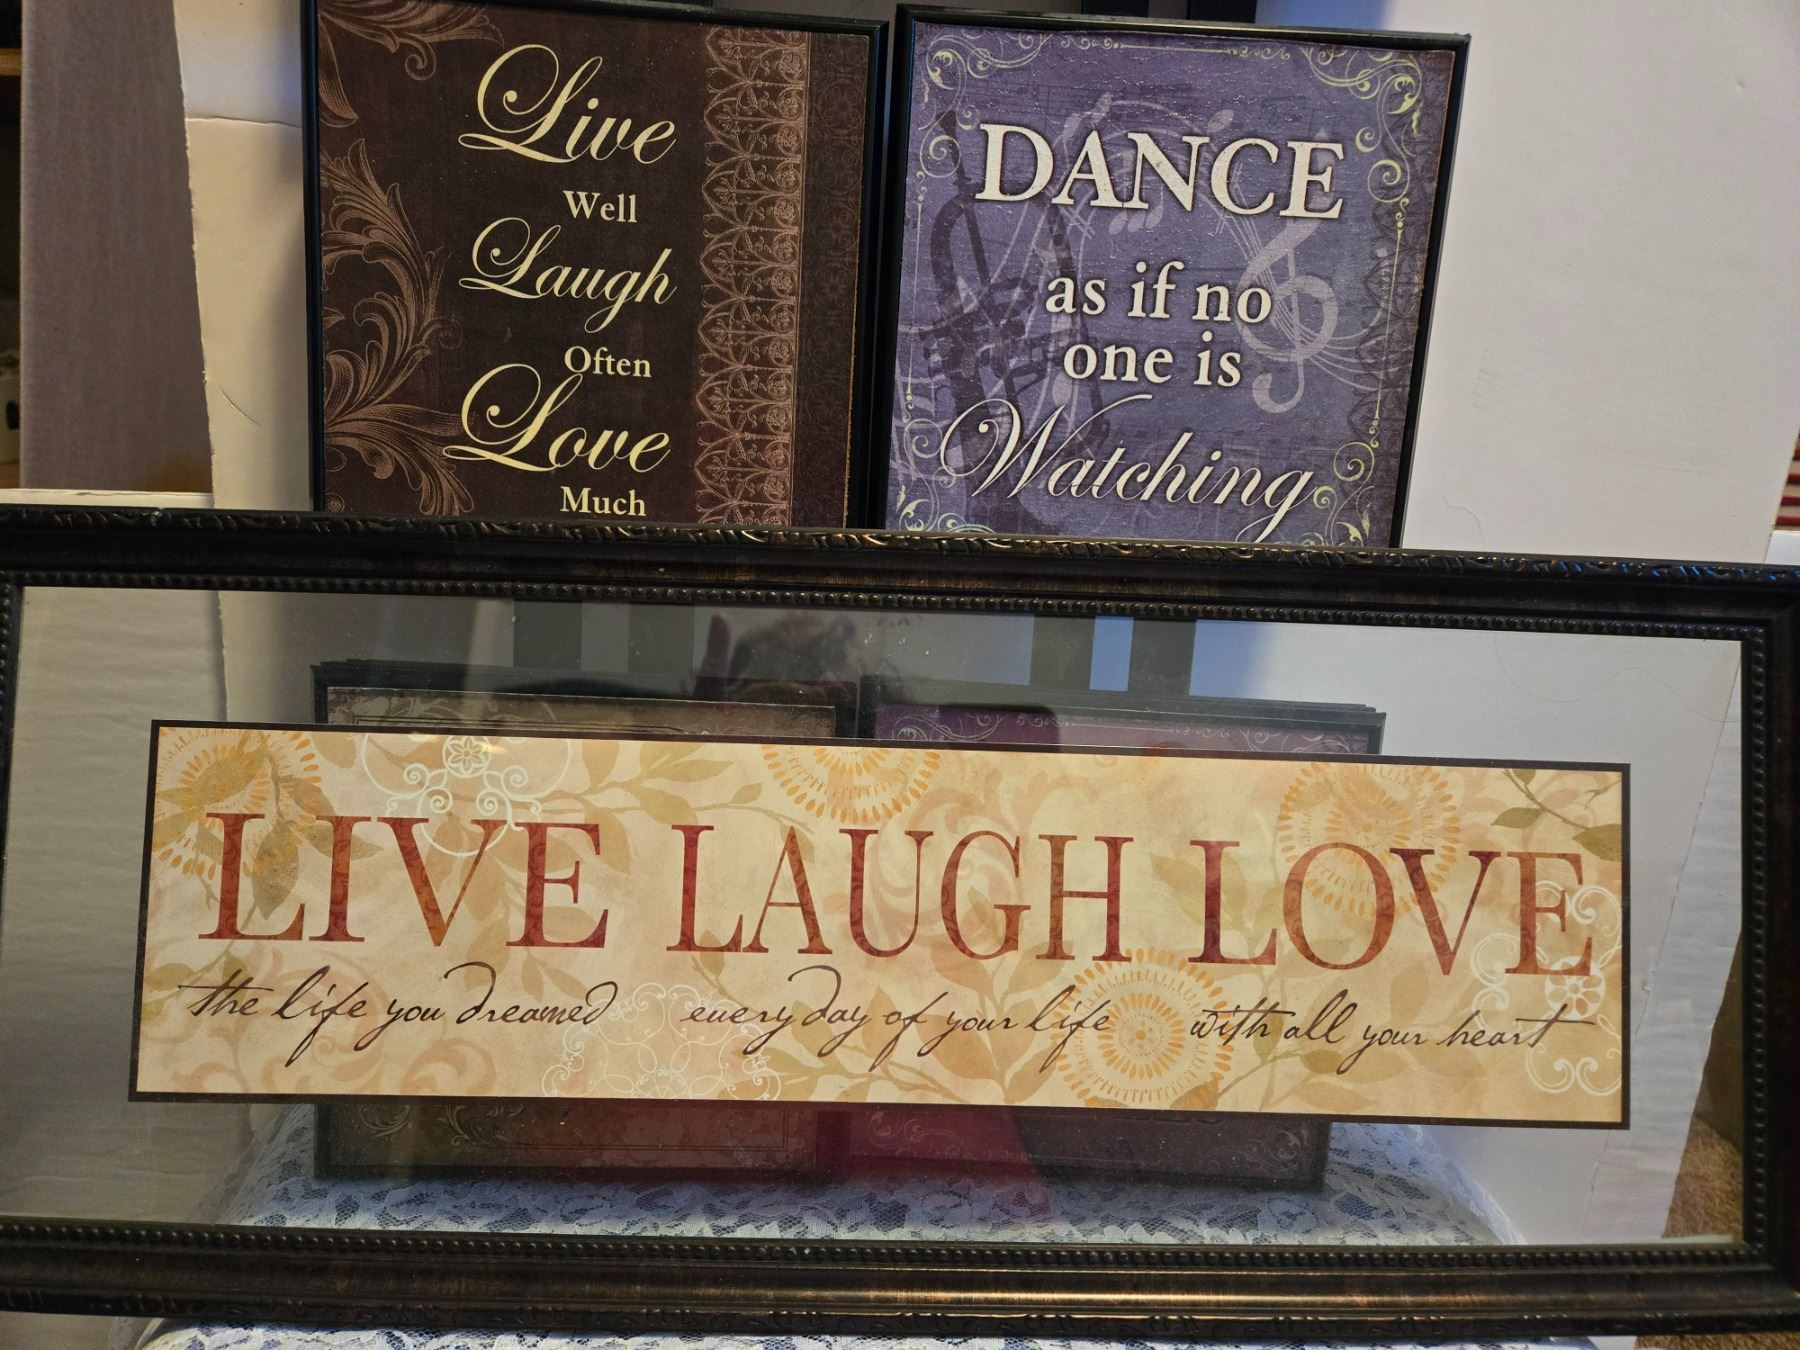 Live
Well
Laugh
Often
Love
Much
DANCE
as if no
one is
Watching
LIVE LAUGH LOVE
the life you dreamed every day of your life with all your heart